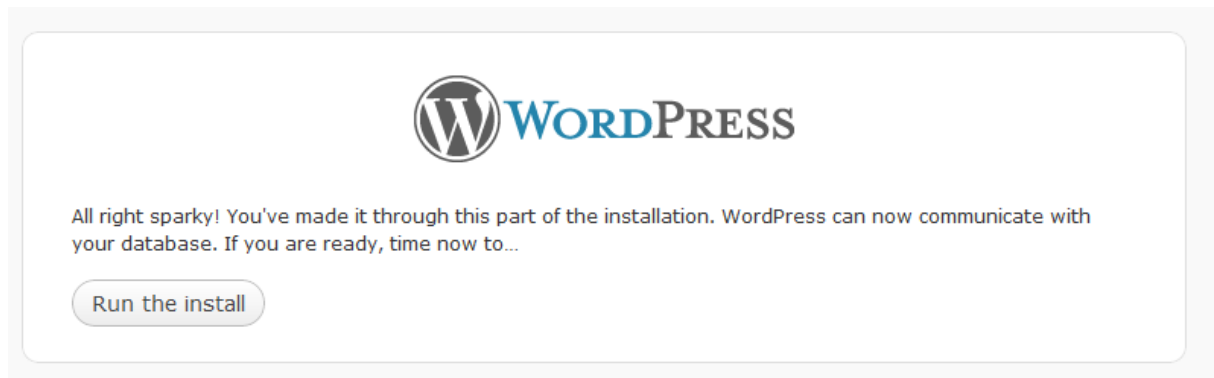 WORDPRESS
All right sparky! You've made it through this part of the installation. WordPress can now communicate with
your database. If you are ready, time now to…
Run the install